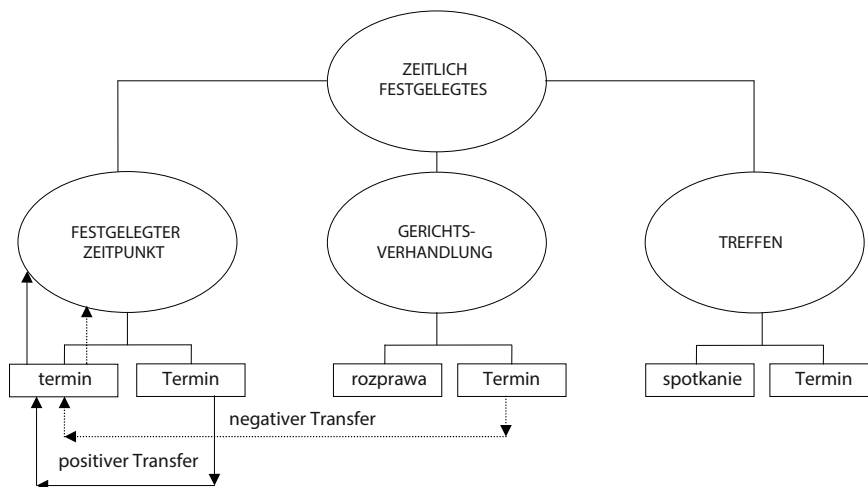 ZEITLICH
FESTGELEGTES
FESTGELEGTER
ZEITPUNKT
GERICHTS-
VERHANDLUNG
TREFFEN
termin
Termin
rozprawa
Termin
spotkanie
Termin
negativer Transfer
positiver Transfer